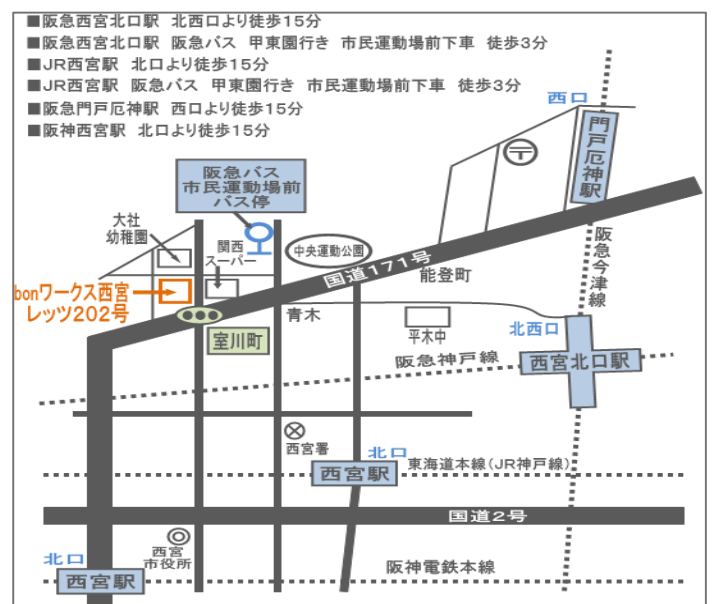 ■阪急西宮北口駅 北西口より徒歩15分
■阪急西宮北口駅 阪急バス 甲東園行き 市民運動場前下車 徒歩3分
■JR西宮駅 北口より徒歩15分
■JR西宮駅 阪急バス 甲東園行き 市民運動場前下車 徒歩3分
■阪急門戸厄神駅 西口より徒歩15分
■阪神西宮駅 北口より徒歩15分
西口
門戸厄神駅
〒
阪急バス
市民運動場前
バス停
大社
幼稚園
関西
スーパー
中央運動公園
国道171号
能登町
阪急今津線
bonワークス西宮
レッツ202号
室川町
青木
平木中
北西口
西宮北口駅
阪急神戸線
西宮署
北口
西宮駅
東海道本線(JR神戸線)
国道2号
西宮
市役所
北口
西宮駅
阪神電鉄本線